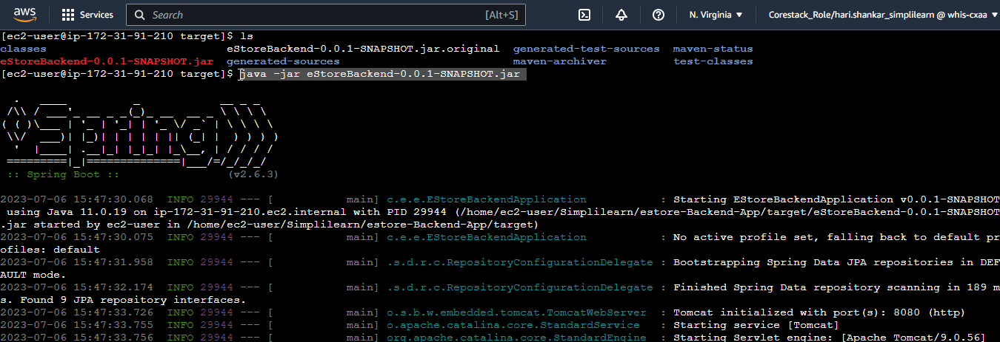 aws
Services
Search
[Alt+S]
N. Virginia
Corestack_Role/hari.shankar_simplilearn @ whis-cxaa
[ec2-user@ip-172-31-91-210 target]$ ls
classes eStoreBackend-0.0.1-SNAPSHOT.jar.original generated-test-sources maven-status
eStoreBackend-0.0.1-SNAPSHOT.jar generated-sources maven-archiver test-classes
[ec2-user@ip-172-31-91-210 target]$ java -jar eStoreBackend-0.0.1-SNAPSHOT.jar
Spring
:: Spring Boot :: (v2.6.3)
2023-07-06 15:47:30.068 INFO 29944 --- [ main] c.e.e.EStoreBackendApplication : Starting EStoreBackendApplication v0.0.1-SNAPSHOT
using Java 11.0.19 on ip-172-31-91-210.ec2.internal with PID 29944 (/home/ec2-user/Simplilearn/estore-Backend-App/target/eStoreBackend-0.0.1-SNAPSHOT
.jar started by ec2-user in /home/ec2-user/Simplilearn/estore-Backend-App/target)
2023-07-06 15:47:30.075 INFO 29944 --- [ main] c.e.e.EStoreBackendApplication : No active profile set, falling back to default pr
ofiles: default
2023-07-06 15:47:31.958 INFO 29944 --- [ main] .s.d.r.c.RepositoryConfigurationDelegate : Bootstrapping Spring Data JPA repositories in DEF
AULT mode.
2023-07-06 15:47:32.174 INFO 29944 --- [ main] .s.d.r.c.RepositoryConfigurationDelegate : Finished Spring Data repository scanning in 189 m
s. Found 9 JPA repository interfaces.
2023-07-06 15:47:33.726 INFO 29944 --- [ main] o.s.b.w.embedded.tomcat.TomcatWebServer : Tomcat initialized with port(s): 8080 (http)
2023-07-06 15:47:33.755 INFO 29944 --- [ main] o.apache.catalina.core.StandardService : Starting service [Tomcat]
2023-07-06 15:47:33.756 INFO 29944 --- [ main] org.apache.catalina.core.StandardEngine : Starting Servlet engine: [Apache Tomcat/9.0.56]